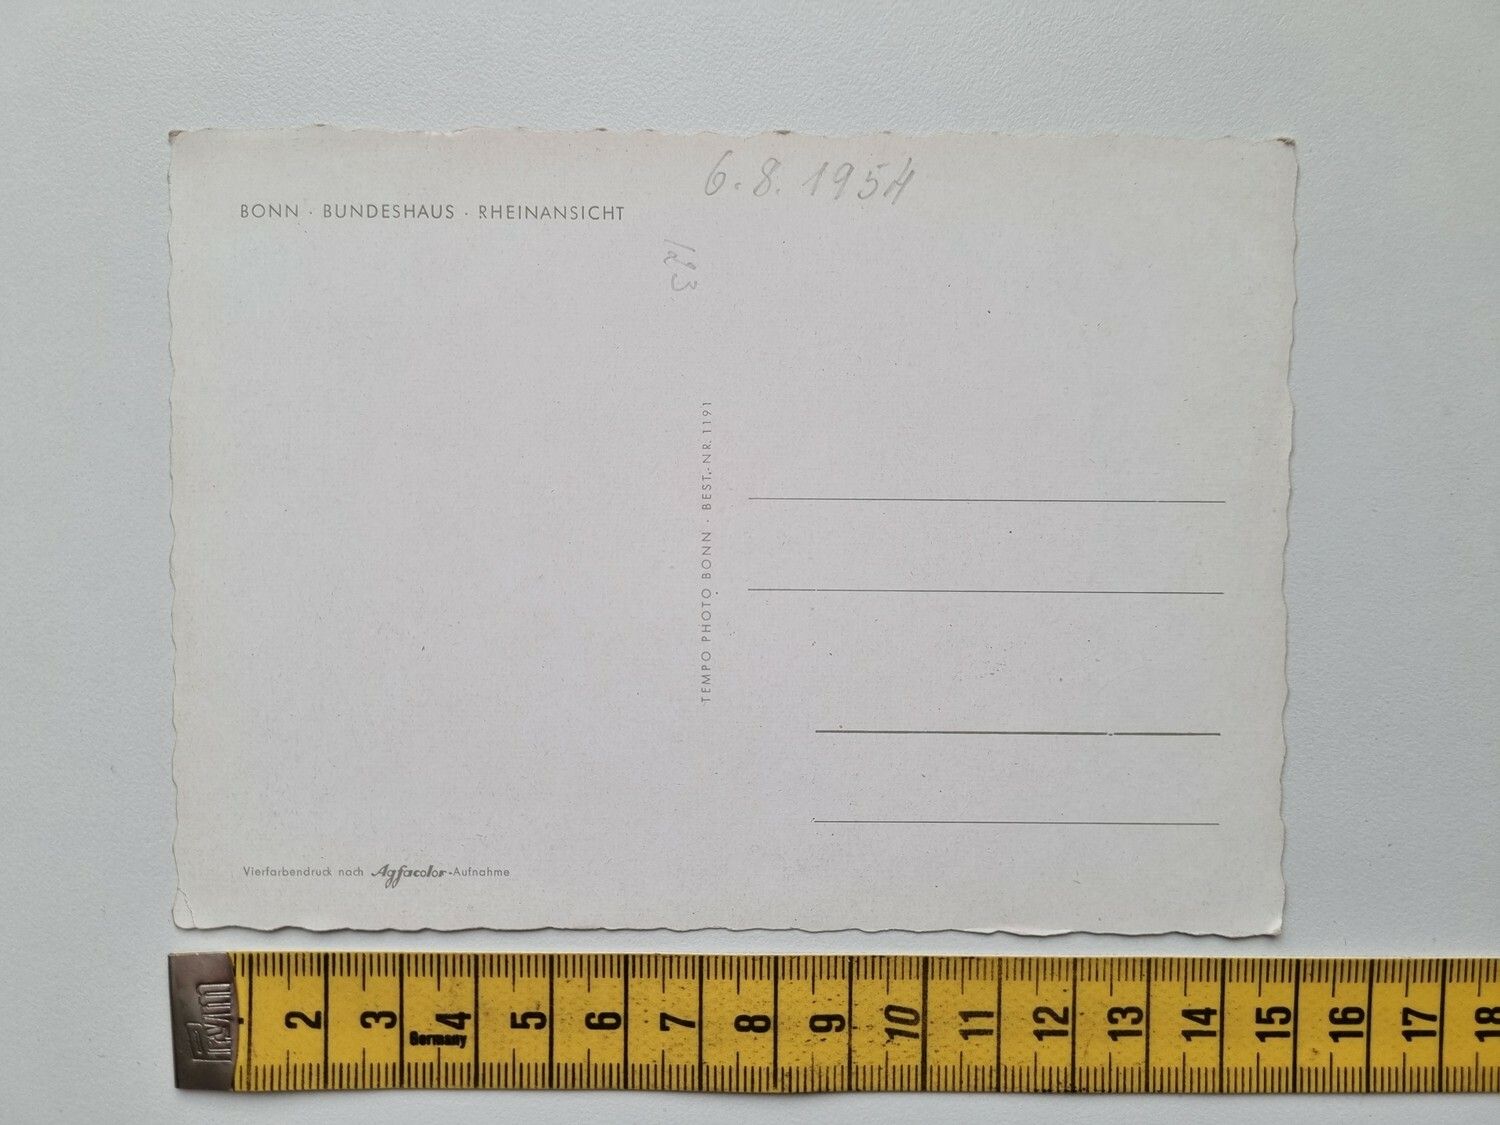 6. 8. 1954
BONN · BUNDESHAUS · RHEINANSICHT
123
TEMPO PHOTO BONN · BEST.-NR. 1191
Vierfarbendruck nach Agfacolor-Aufnahme
Prym
2 3 4 5 6 7 8 9 10 11 12 13 14 15 16 17 18
Germany